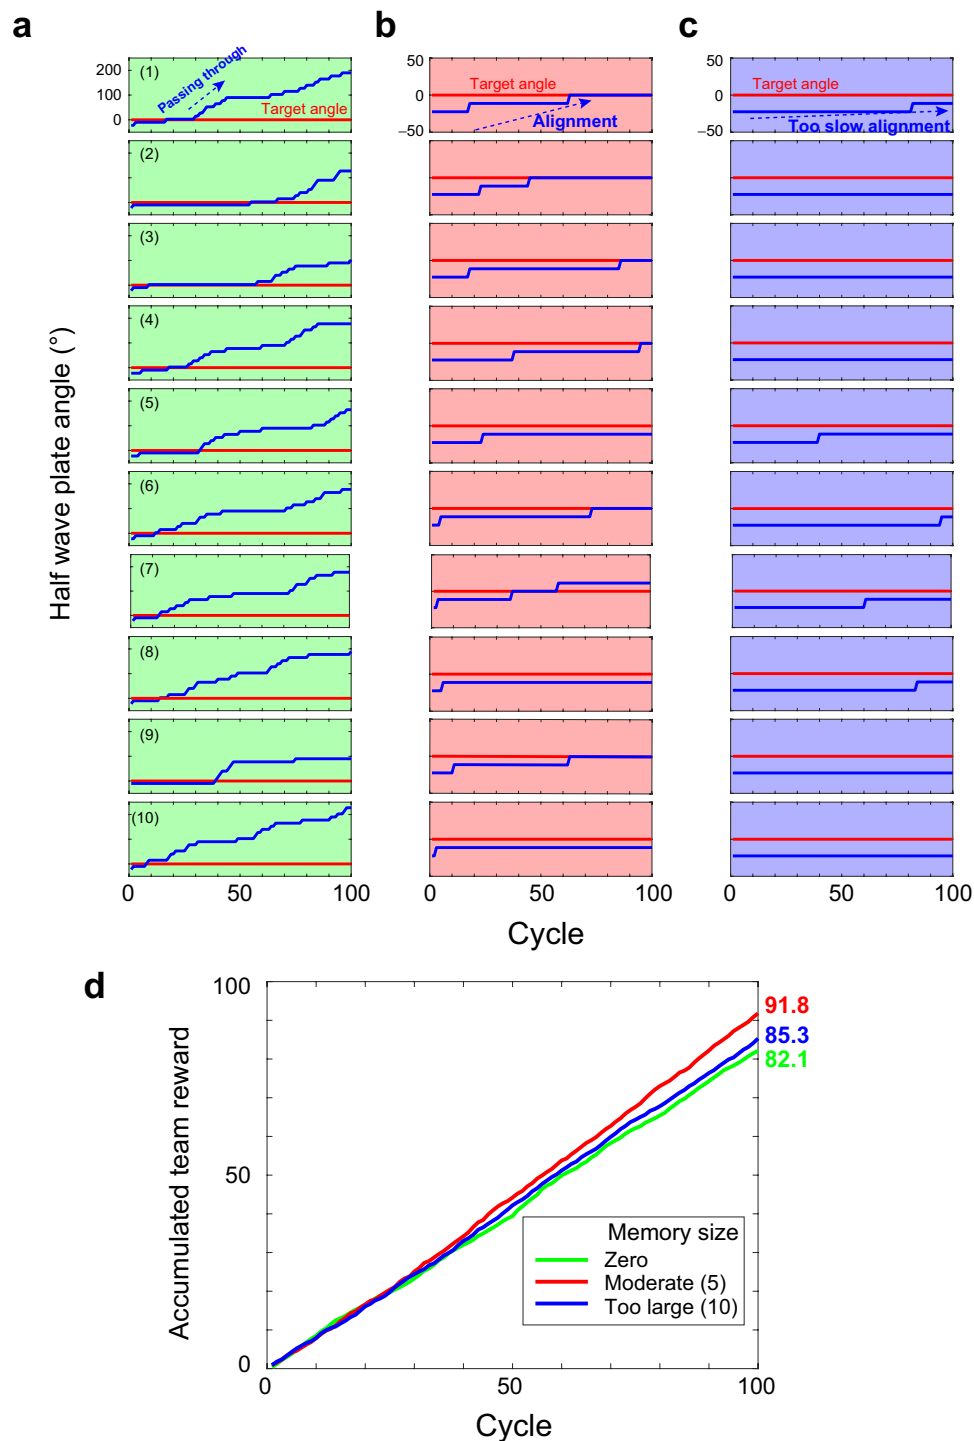 a
b
c
(1)
Passing through
Target angle
200
100
0
50
Target angle
0
Alignment
–50
50
Target angle
0
Too slow alignment
–50
(2)
(3)
(4)
(5)
(6)
(7)
(8)
(9)
(10)
Half wave plate angle (°)
0 50 100
0 50 100
0 50 100
Cycle
d
100
50
0
Accumulated team reward
91.8
85.3
82.1
Memory size
Zero
Moderate (5)
Too large (10)
0 50 100
Cycle